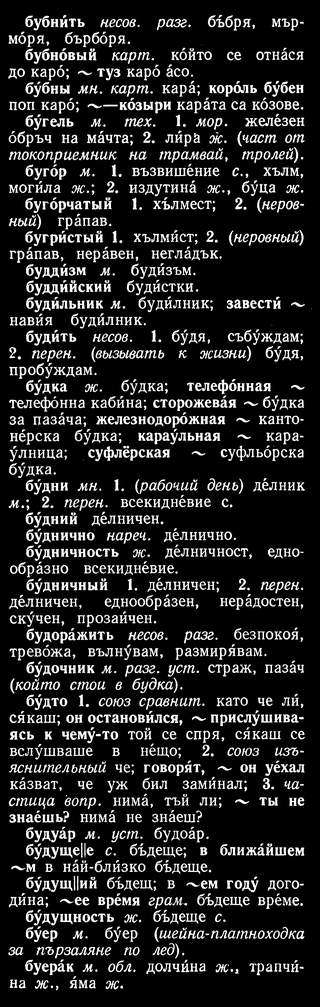 бубни́ть несов. разг. бъ́бря, мър-
мо́ря, бърбо́ря.
бубно́вый карт. ко́йто се отна́ся
до каро́; ~ туз каро́ а́со.
бу́бны мн. карт. кара́; коро́ль бу́бен
поп каро́; ~—ко́зыри кара́та са ко́зове.
бу́гель м. тех. 1. мор. желе́зен
о́бръч на ма́чта; 2. ли́ра ж. (част от
токоприемник на трамвай, тролей).
буго́р м. 1. възвише́ние с., хълм,
моги́ла ж.; 2. издутина́ ж., бу́ца ж.
буго́рчатый 1. хъ́лмест; 2. (неров-
ный) гра́пав.
бугри́стый 1. хълми́ст; 2. (неровный)
гра́пав, нера́вен, негла́дък.
будди́зм м. буди́зъм.
будди́йский буди́стки.
буди́льник м. буди́лник; завести́ ~
нави́я буди́лник.
буди́ть несов. 1. бу́дя, събу́ждам;
2. перен. (вызывать к жизни) бу́дя,
пробу́ждам.
бу́дка ж. бу́дка; телефо́нная ~
телефо́нна каби́на; сторожева́я ~ бу́дка
за паза́ча; железнодоро́жная ~ канто-
не́рска бу́дка; карау́льная ~ кара-
у́лница; суфлёрская ~ суфльо́рска
бу́дка.
бу́дни мн. 1. (рабочий день) де́лник
м.; 2. перен. всекидне́вие с.
бу́дний де́лничен.
бу́днично нареч. де́лнично.
бу́дничность ж. де́лничност, едно-
обра́зно всекидне́вие.
бу́дничный 1. де́лничен; 2. перен.
де́лничен, еднообра́зен, нера́достен,
ску́чен, прозаи́чен.
будора́жить несов. разг. безпокоя́,
трево́жа, вълну́вам, размиря́вам.
бу́дочник м. разг. уст. страж, паза́ч
(който стои в будка).
бу́дто 1. союз сравнит. като че ли́,
ся́каш; он останови́лся, ~ прислу́шива-
ясь к чему́-то той се спря, ся́каш се
вслу́шваше в не́що; 2. союз изъ-
яснительный че; говоря́т, ~ он уе́хал
ка́зват, че уж бил зами́нал; 3. ча-
стица вопр. нима́, тъй ли; ~ ты не
зна́ешь? нима́ не зна́еш?
будуа́р м. уст. будоа́р.
бу́дуще||е с. бъ́деще; в ближа́йшем
~м в на́й-бли́зко бъ́деще.
бу́дущ||ий бъ́дещ; в ~ем году́ дого-
ди́на; ~ее вре́мя грам. бъ́деще вре́ме.
бу́дущность ж. бъ́деще с.
бу́ер м. бу́ер (шейна-платноходка
за пързаляне по лед).
буера́к м. обл. долчи́на ж., трапчи́-
на ж., я́ма ж.